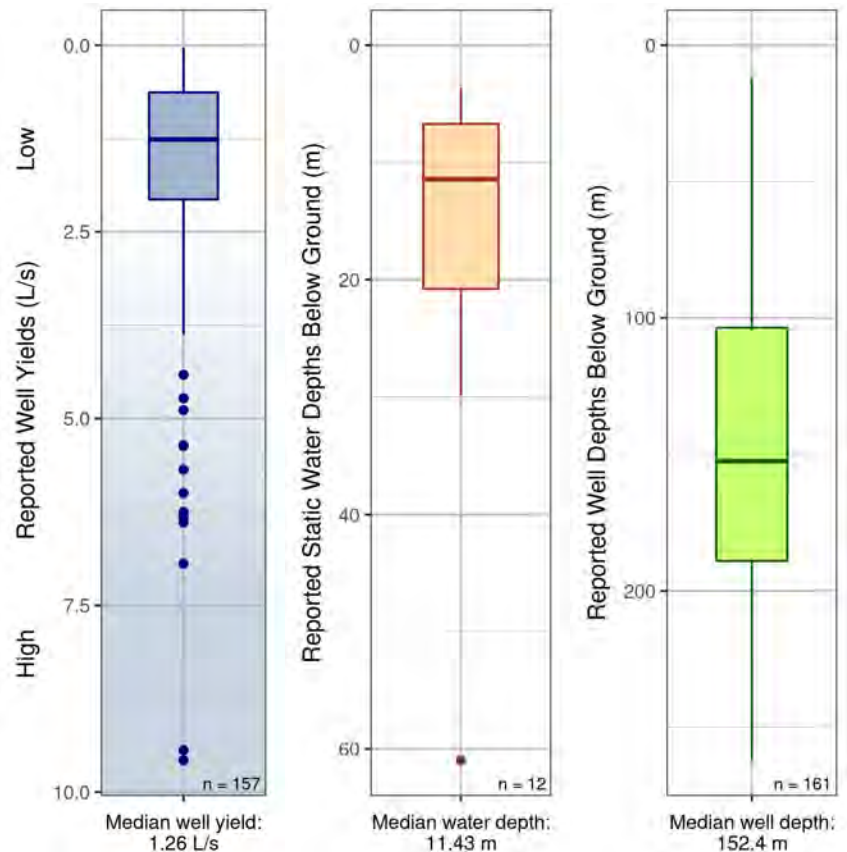 Reported Well Yields (L/s)
Low
High
0.0
2.5
5.0
7.5
10.0
n = 157
Median well yield:
1.26 L/s
Reported Static Water Depths Below Ground (m)
0
20
40
60
n = 12
Median water depth:
11.43 m
Reported Well Depths Below Ground (m)
0
100
200
n = 161
Median well depth:
152.4 m